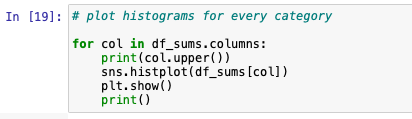 In [19]: # plot histograms for every category
for col in df_sums.columns:
    print(col.upper())
    sns.histplot(df_sums[col])
    plt.show()
    print()